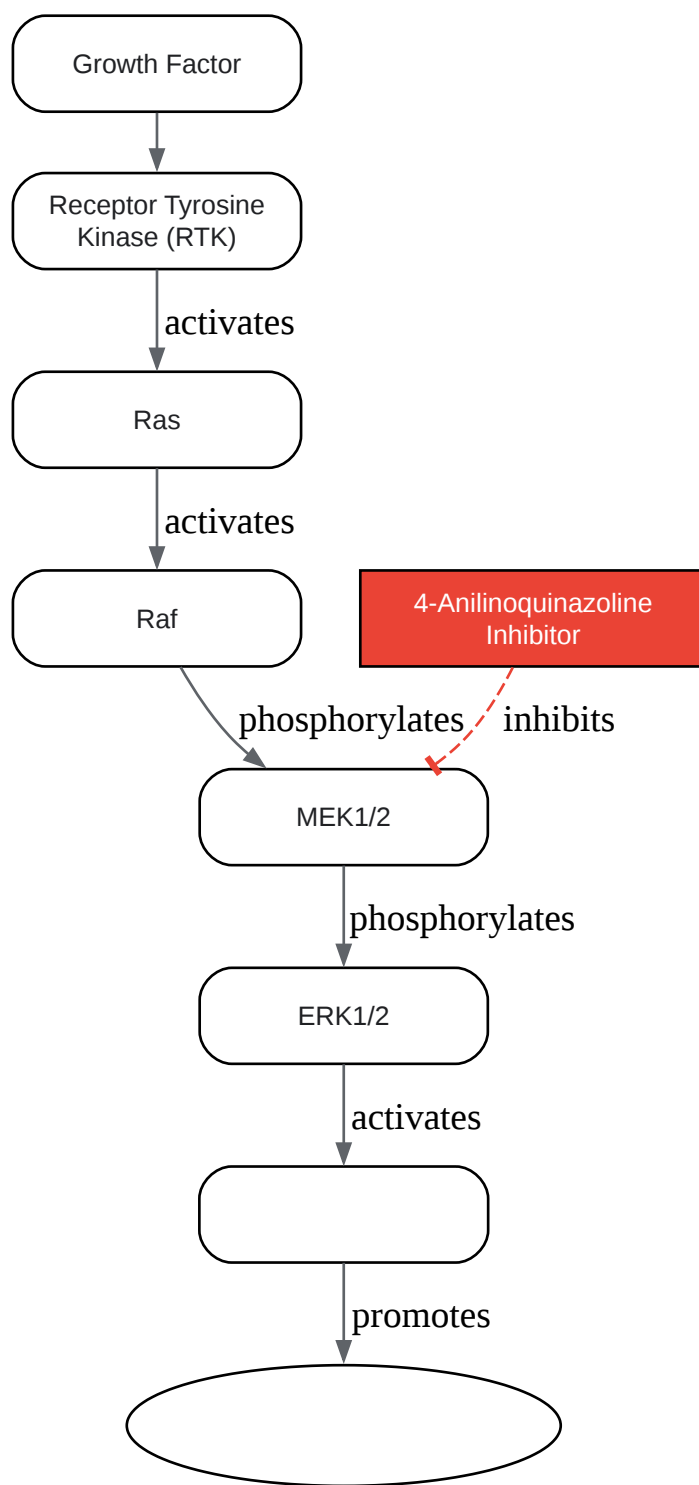 Growth Factor
Receptor Tyrosine
Kinase (RTK)
activates
Ras
activates
Raf
4-Anilinoquinazoline
Inhibitor
phosphorylates
inhibits
MEK1/2
phosphorylates
ERK1/2
activates
promotes